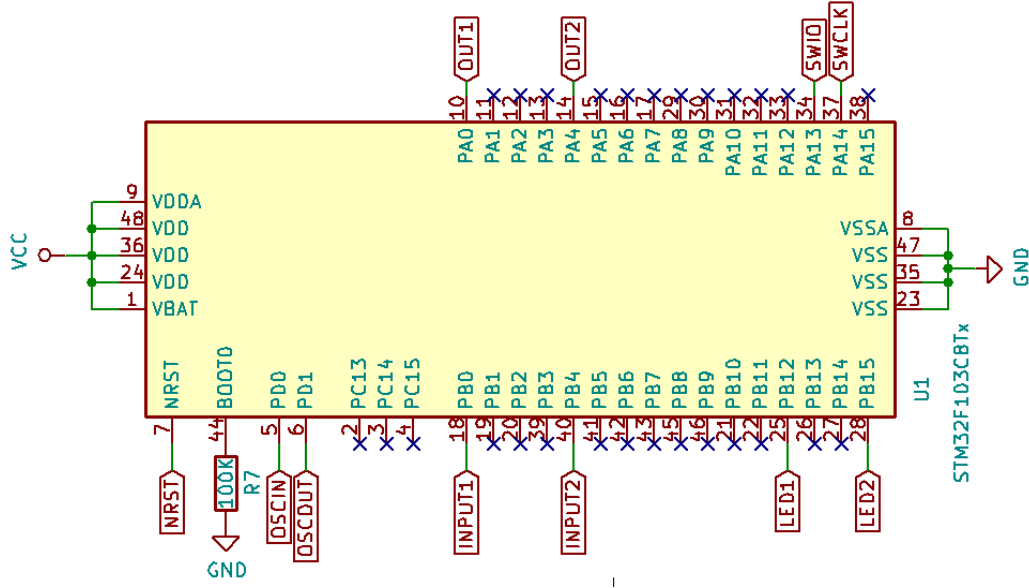 OUT1
OUT2
SWIO
SWCLK
10 11 12 13 14 15 16 17 29 30 31 32 33 34 37 38
PA0 PA1 PA2 PA3 PA4 PA5 PA6 PA7 PA8 PA9 PA10 PA11 PA12 PA13 PA14 PA15
VCC
9 VDDA
48 VDD
36 VDD
24 VDD
1 VBAT
VSSA 8
VSS 47
VSS 35
VSS 23
GND
NRST BOOT0 PD0 PD1 PC13 PC14 PC15 PB0 PB1 PB2 PB3 PB4 PB5 PB6 PB7 PB8 PB9 PB10 PB11 PB12 PB13 PB14 PB15
7 44 5 6 2 3 4 18 19 20 39 40 41 42 43 45 46 21 22 25 26 27 28
U1
STM32F103CBTx
NRST
100K
R7
GND
OSCIN
OSCOUT
INPUT1
INPUT2
LED1
LED2